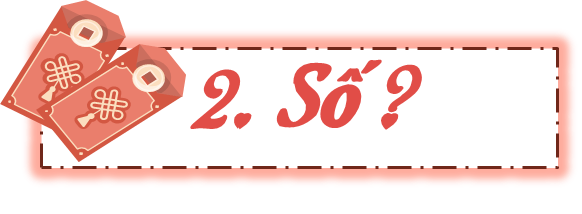 2. Số ?